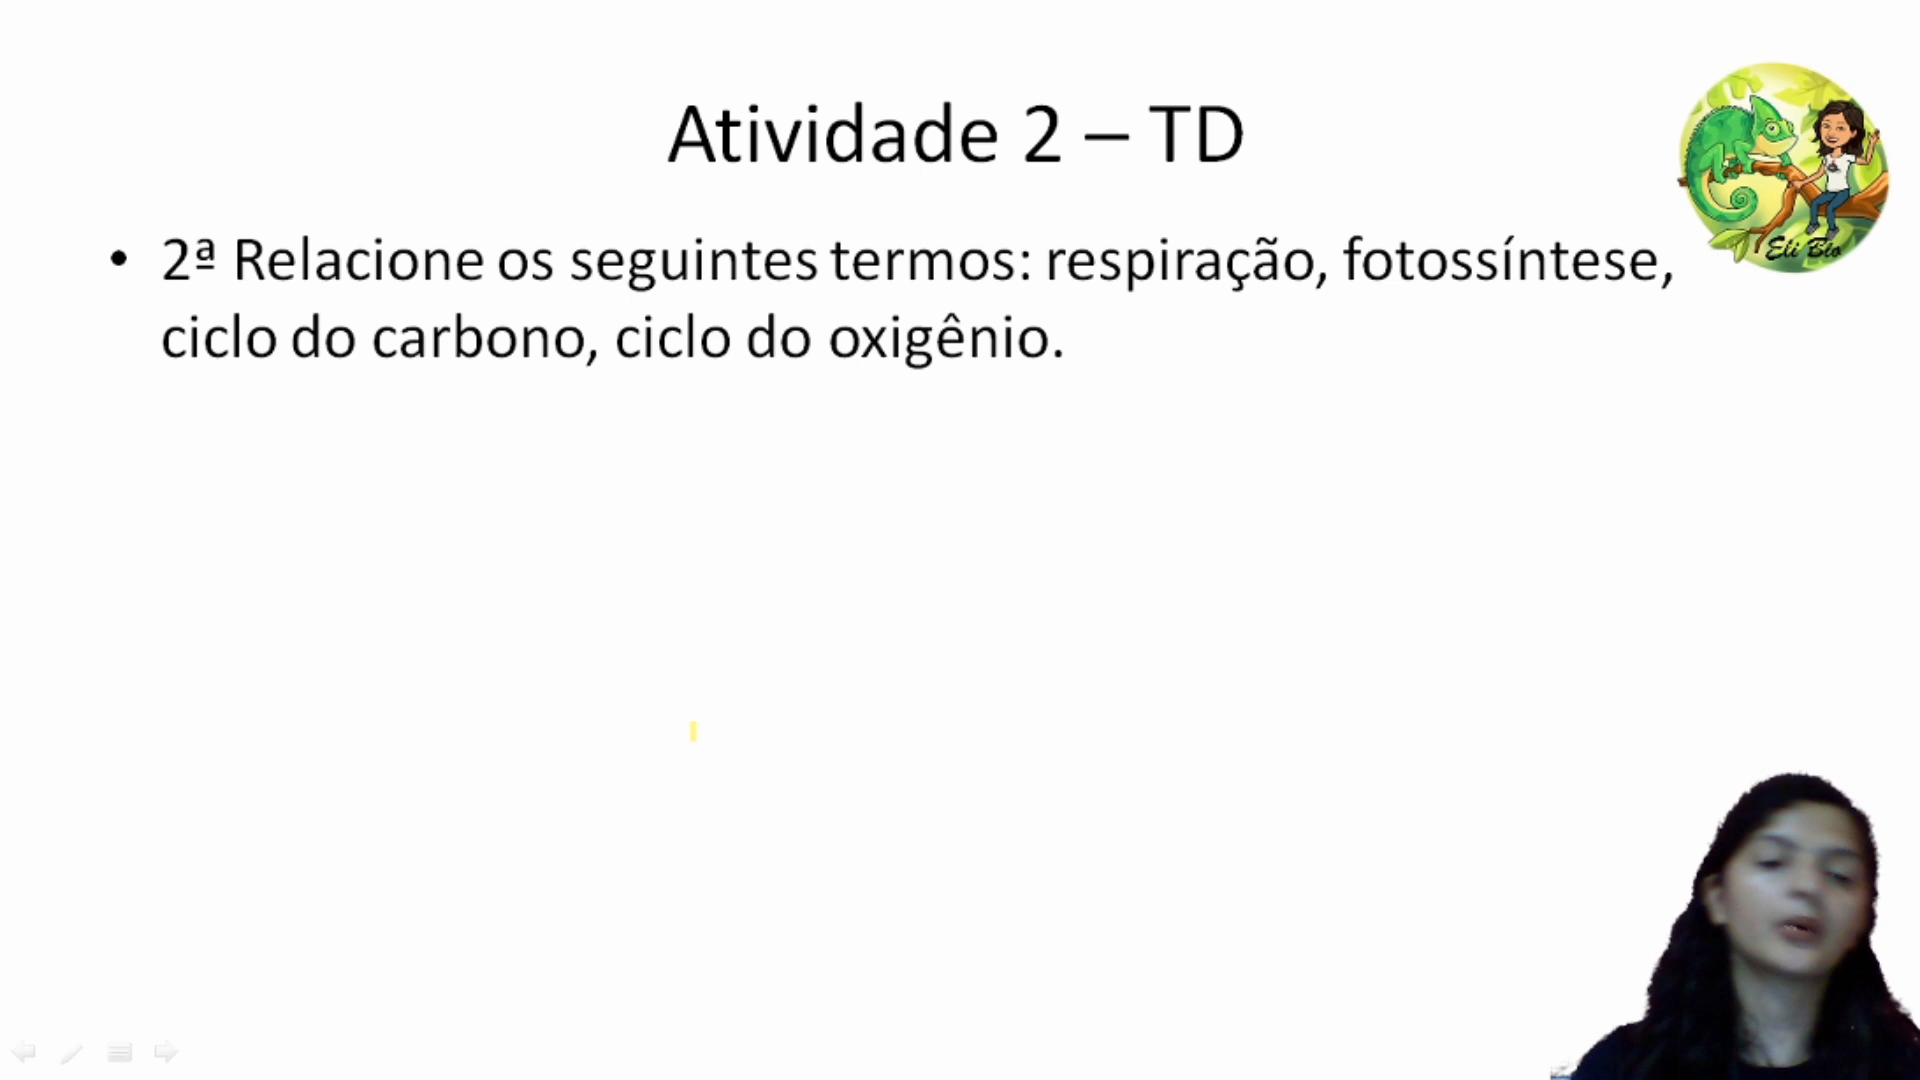 Atividade 2 – TD
• 2ª Relacione os seguintes termos: respiração, fotossíntese,
ciclo do carbono, ciclo do oxigênio.
Eli Bio